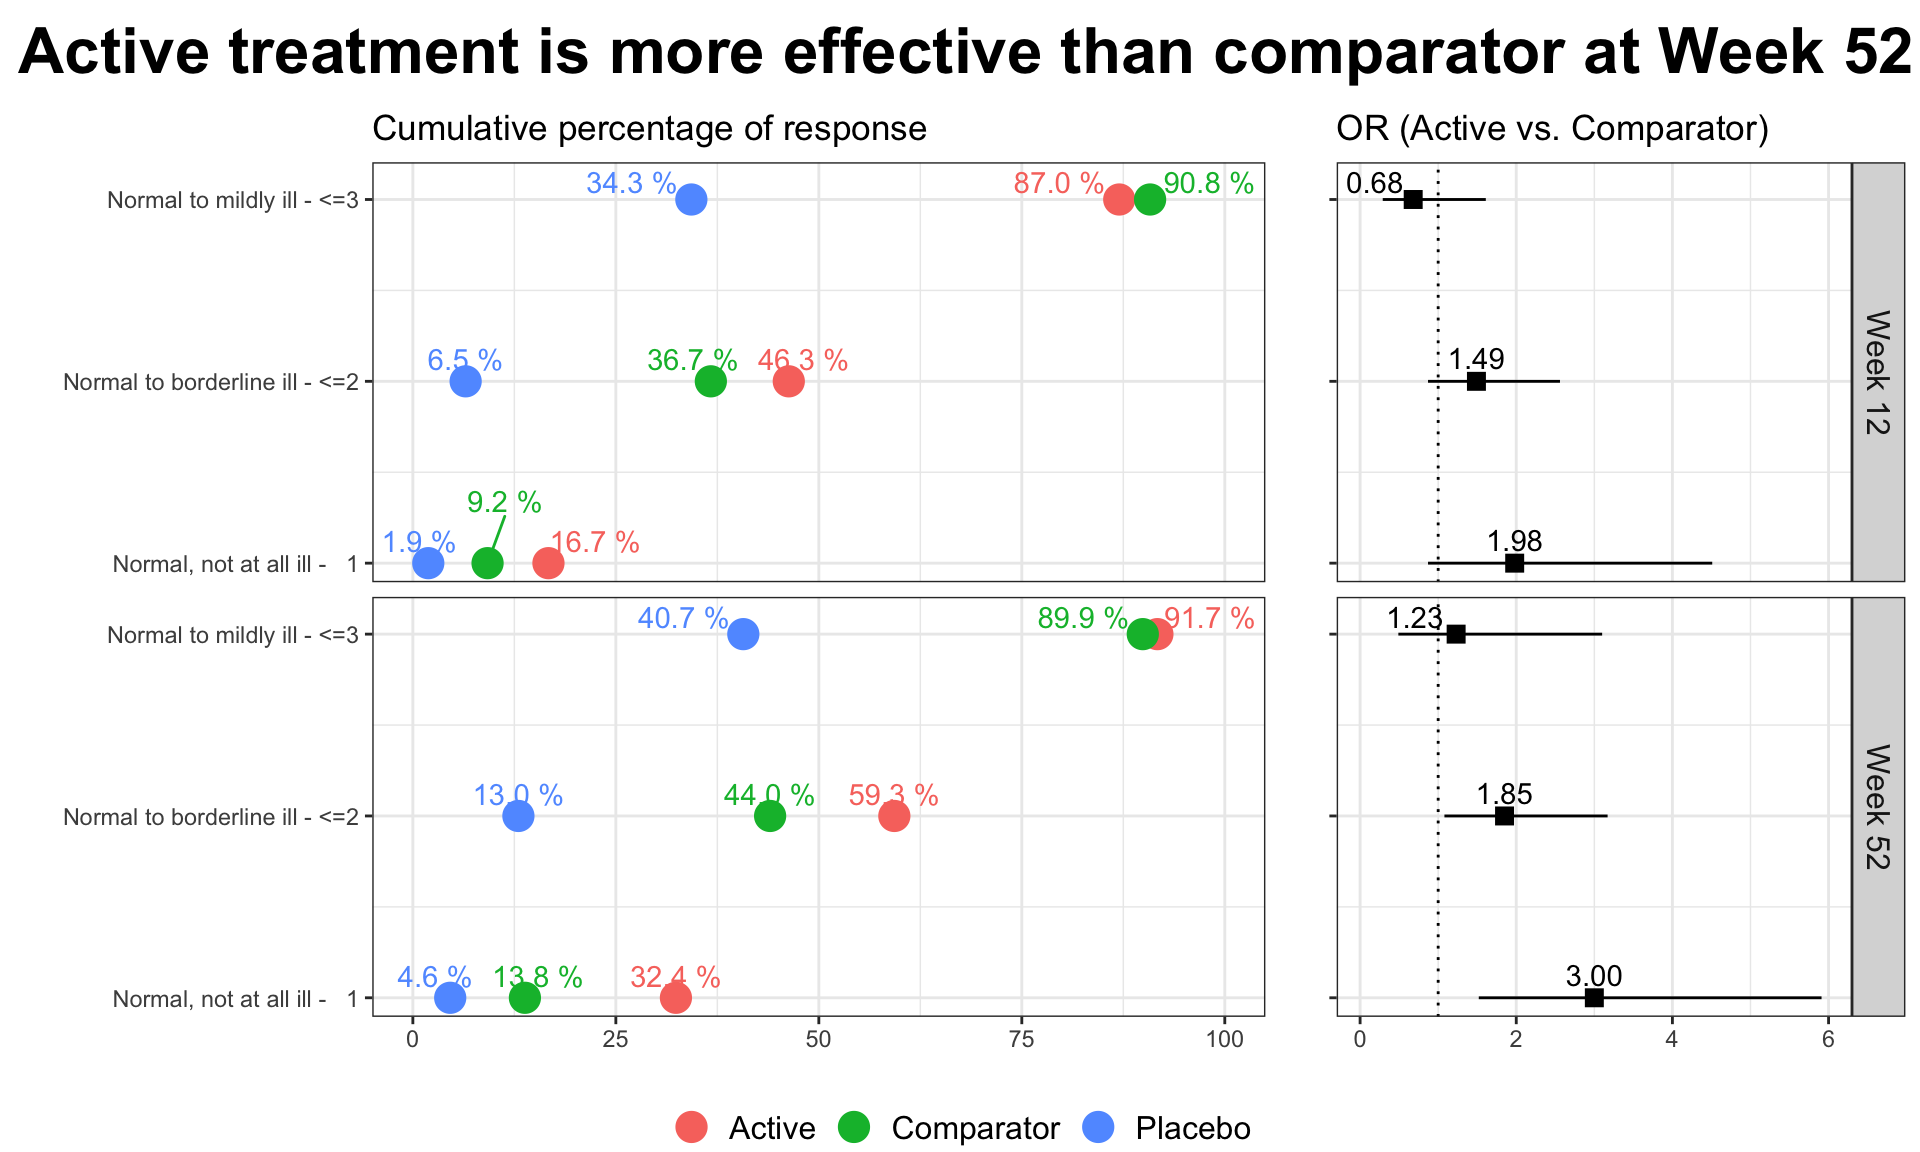 Active treatment is more effective than comparator at Week 52
Cumulative percentage of response
OR (Active vs. Comparator)
Normal to mildly ill - <=3
34.3 %
87.0 %
90.8 %
0.68
Normal to borderline ill - <=2
6.5 %
36.7 %
46.3 %
1.49
Normal, not at all ill - 1
1.9 %
9.2 %
16.7 %
1.98
Week 12
Normal to mildly ill - <=3
40.7 %
89.9 %
91.7 %
1.23
Normal to borderline ill - <=2
13.0 %
44.0 %
59.3 %
1.85
Normal, not at all ill - 1
4.6 %
13.8 %
32.4 %
3.00
Week 52
0 25 50 75 100
0 2 4 6
Active Comparator Placebo